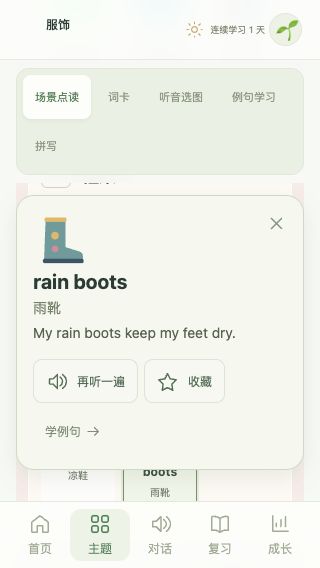 服饰
连续学习 1 天
场景点读
词卡
听音选图
例句学习
拼写
rain boots
雨靴
My rain boots keep my feet dry.
再听一遍
收藏
学例句 →
凉鞋
boots
雨靴
首页
主题
对话
复习
成长